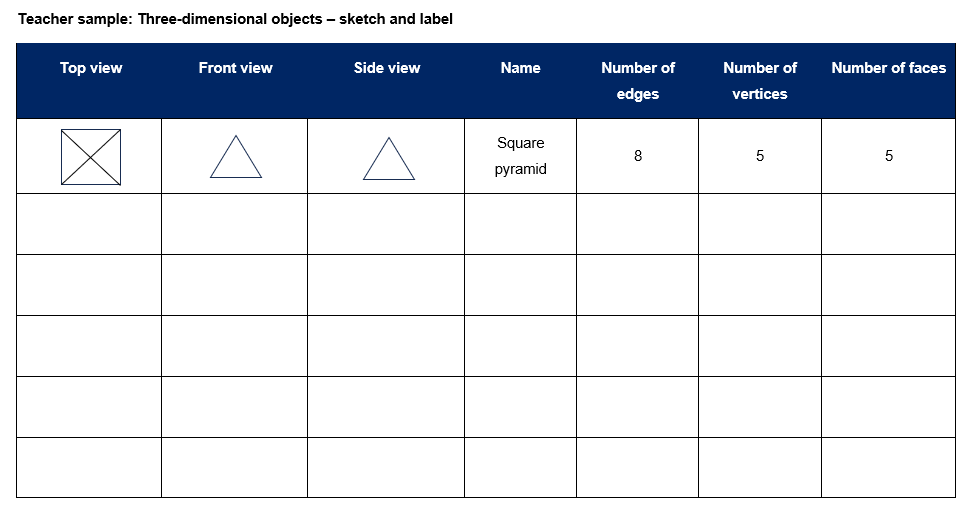 Teacher sample: Three-dimensional objects – sketch and label
Top view
Front view
Side view
Name
Number of
edges
Number of
vertices
Number of faces
Square
pyramid
8
5
5